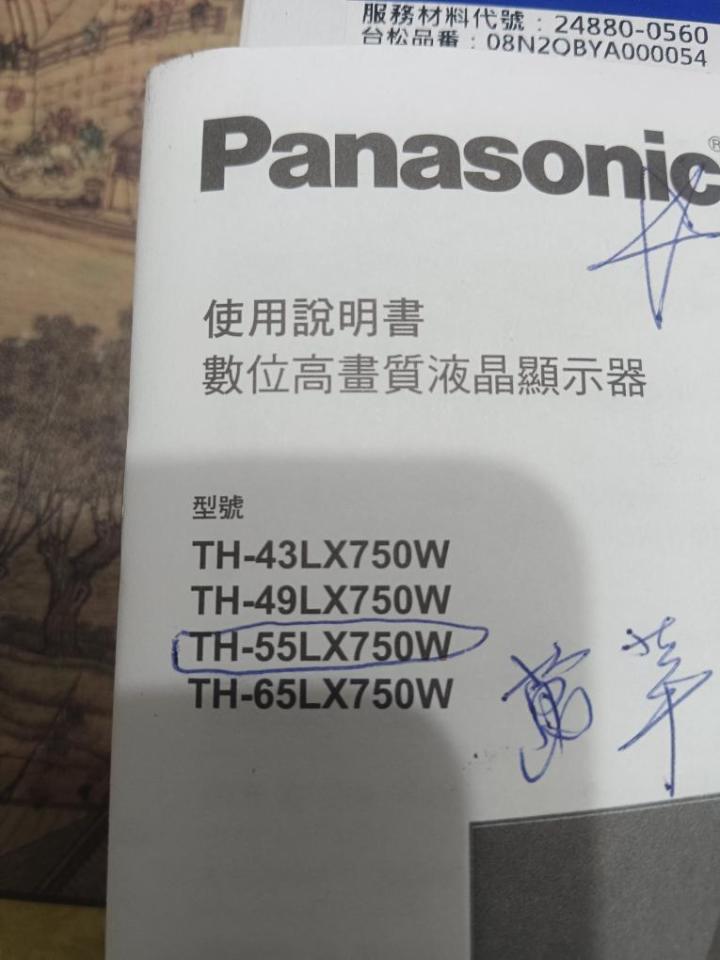 服務材料代號：24880-0560
台松品番：08N2OBYA000054
Panasonic®
使用說明書
數位高畫質液晶顯示器
型號
TH-43LX750W
TH-49LX750W
TH-55LX750W
TH-65LX750W
萬華